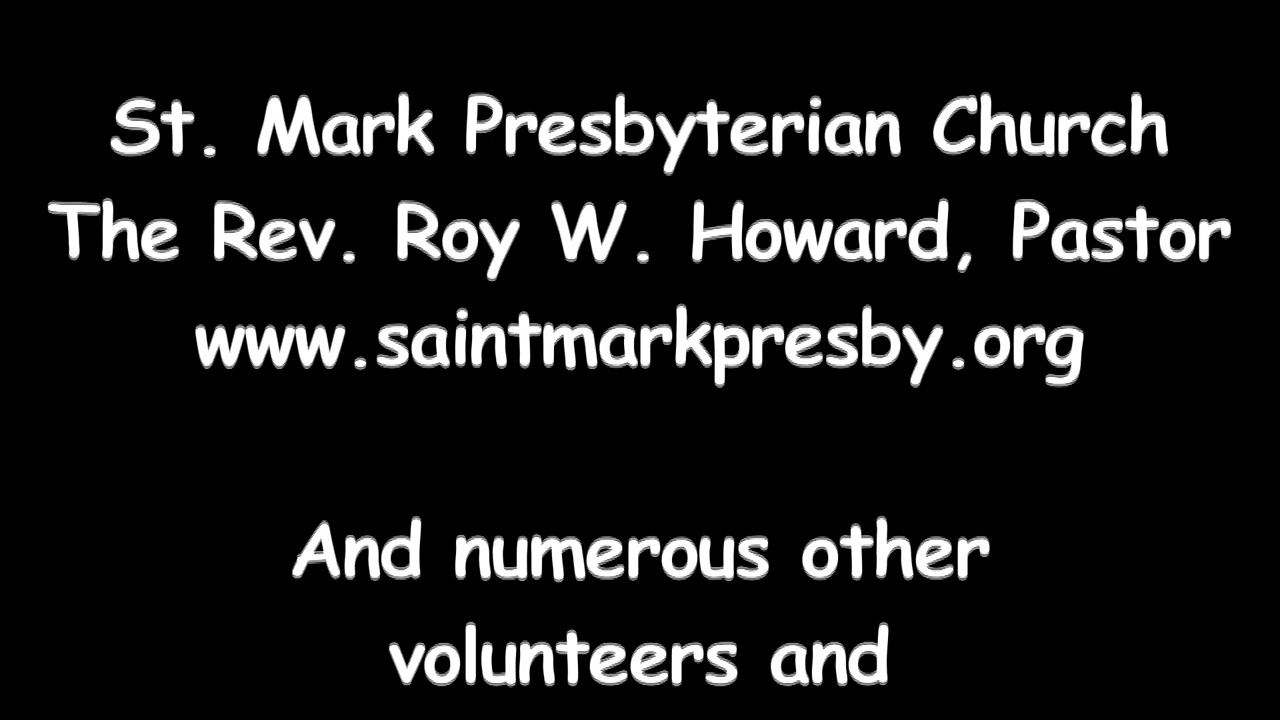 St. Mark Presbyterian Church
The Rev. Roy W. Howard, Pastor
www.saintmarkpresby.org
And numerous other
volunteers and